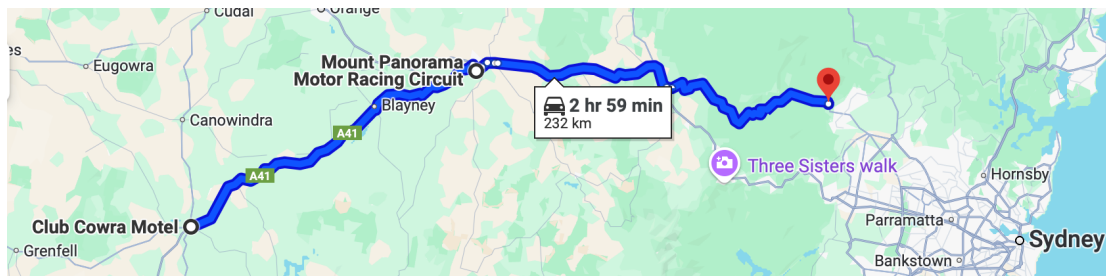 Cudal
Orange
es
Eugowra
Mount Panorama
Motor Racing Circuit
Blayney
2 hr 59 min
232 km
Canowindra
A41
A41
Three Sisters walk
Hornsby
Club Cowra Motel
Parramatta
Grenfell
Sydney
Bankstown